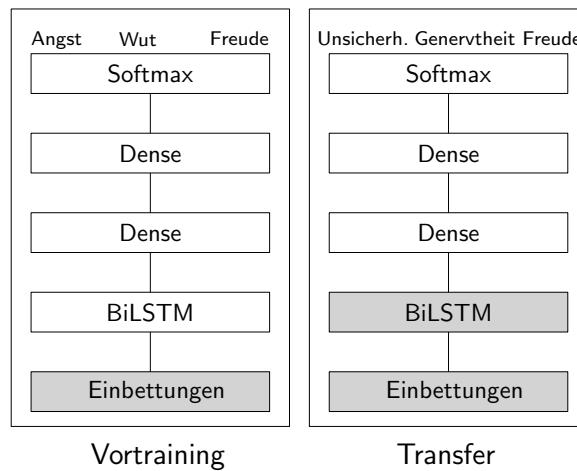 Angst Wut Freude
Softmax
Dense
Dense
BiLSTM
Einbettungen
Vortraining
Unsicherh. Genervtheit Freude
Softmax
Dense
Dense
BiLSTM
Einbettungen
Transfer